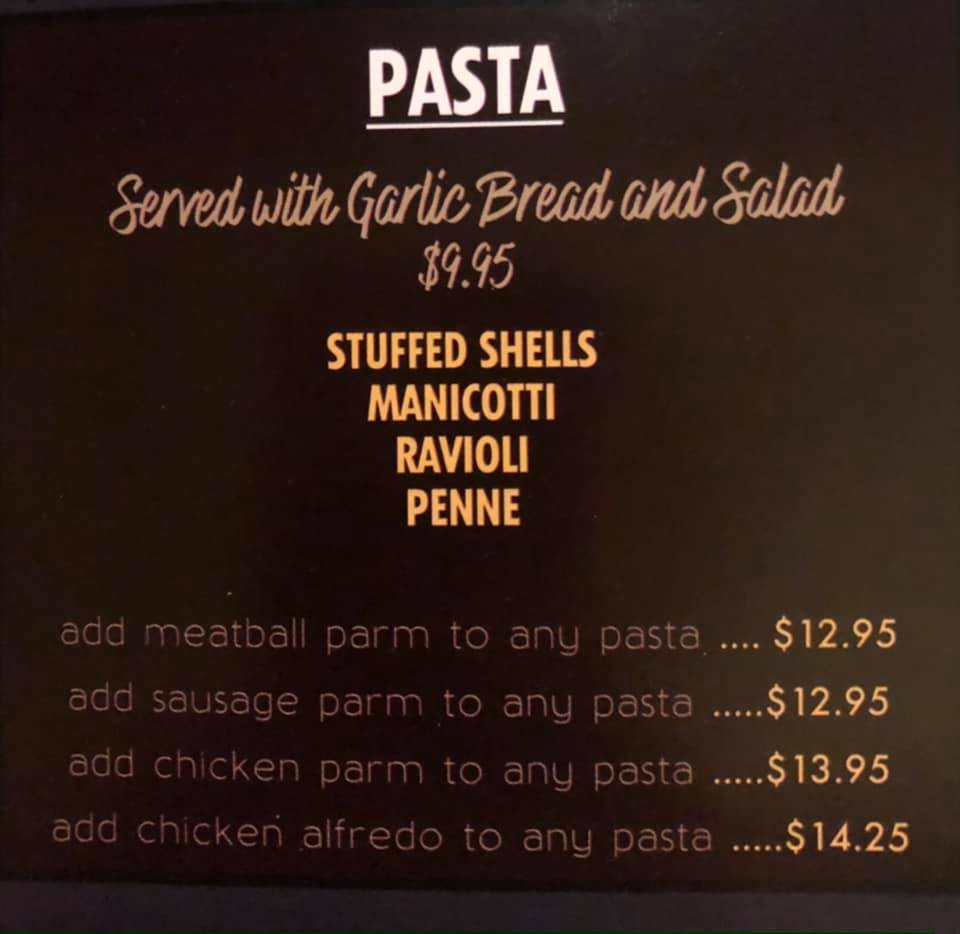 PASTA
Served with Garlic Bread and Salad
$9.95
STUFFED SHELLS
MANICOTTI
RAVIOLI
PENNE
add meatball parm to any pasta .... $12.95
add sausage parm to any pasta .....$12.95
add chicken parm to any pasta .....$13.95
add chicken alfredo to any pasta .....$14.25